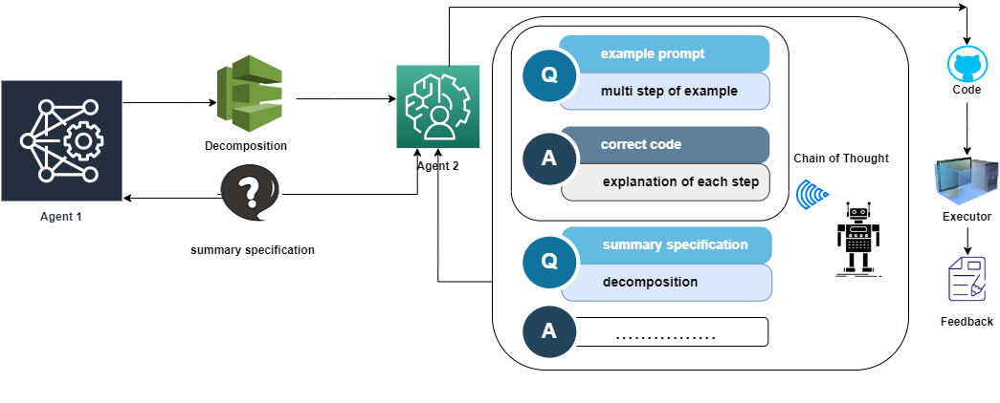 Q
example prompt
multi step of example
Code
Decomposition
A
correct code
explanation of each step
Chain of Thought
Agent 2
Agent 1
?
summary specification
Executor
Q
summary specification
decomposition
A
................
Feedback